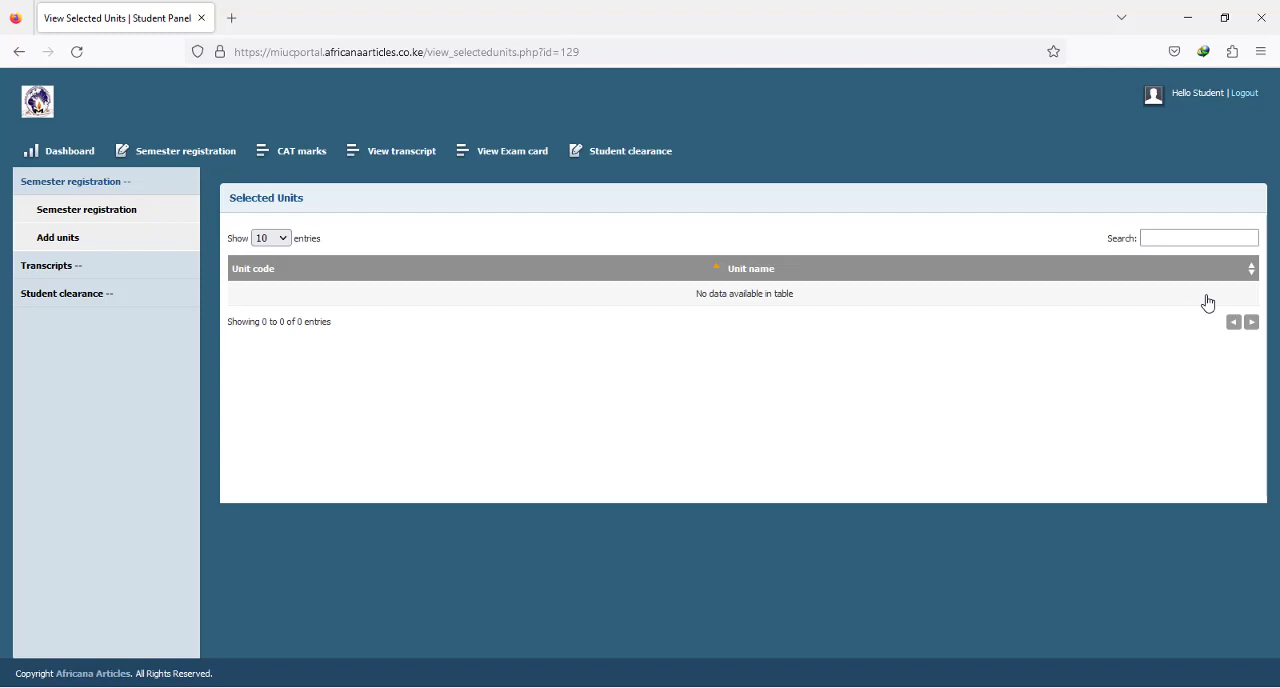 View Selected Units | Student Panel
https://miucportal.africanaarticles.co.ke/view_selectedunits.php?id=129
Hello Student | Logout
Dashboard Semester registration CAT marks View transcript View Exam card Student clearance
Semester registration --
Semester registration
Add units
Transcripts --
Student clearance --
Selected Units
Show 10 entries Search:
Unit code Unit name
No data available in table
Showing 0 to 0 of 0 entries
Copyright Africana Articles. All Rights Reserved.